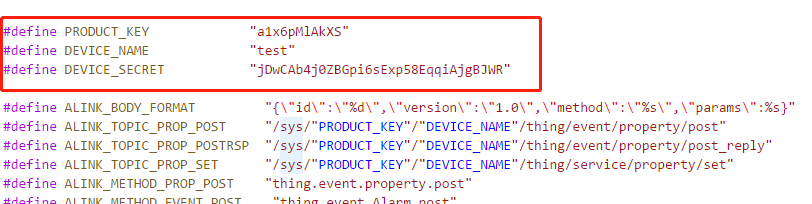 #define PRODUCT_KEY "a1x6pMlAkXS"
#define DEVICE_NAME "test"
#define DEVICE_SECRET "jDwCAb4j0ZBGpi6sExp58EqqiAjgBJWR"
#define ALINK_BODY_FORMAT "{\"id\":\"%d\",\"version\":\"1.0\",\"method\":\"%s\",\"params\":%s}"
#define ALINK_TOPIC_PROP_POST "/sys/"PRODUCT_KEY"/"DEVICE_NAME"/thing/event/property/post"
#define ALINK_TOPIC_PROP_POSTRSP "/sys/"PRODUCT_KEY"/"DEVICE_NAME"/thing/event/property/post_reply"
#define ALINK_TOPIC_PROP_SET "/sys/"PRODUCT_KEY"/"DEVICE_NAME"/thing/service/property/set"
#define ALINK_METHOD_PROP_POST "thing.event.property.post"
#define ALINK_METHOD_EVENT_POST "thing.event.Alarm.post"